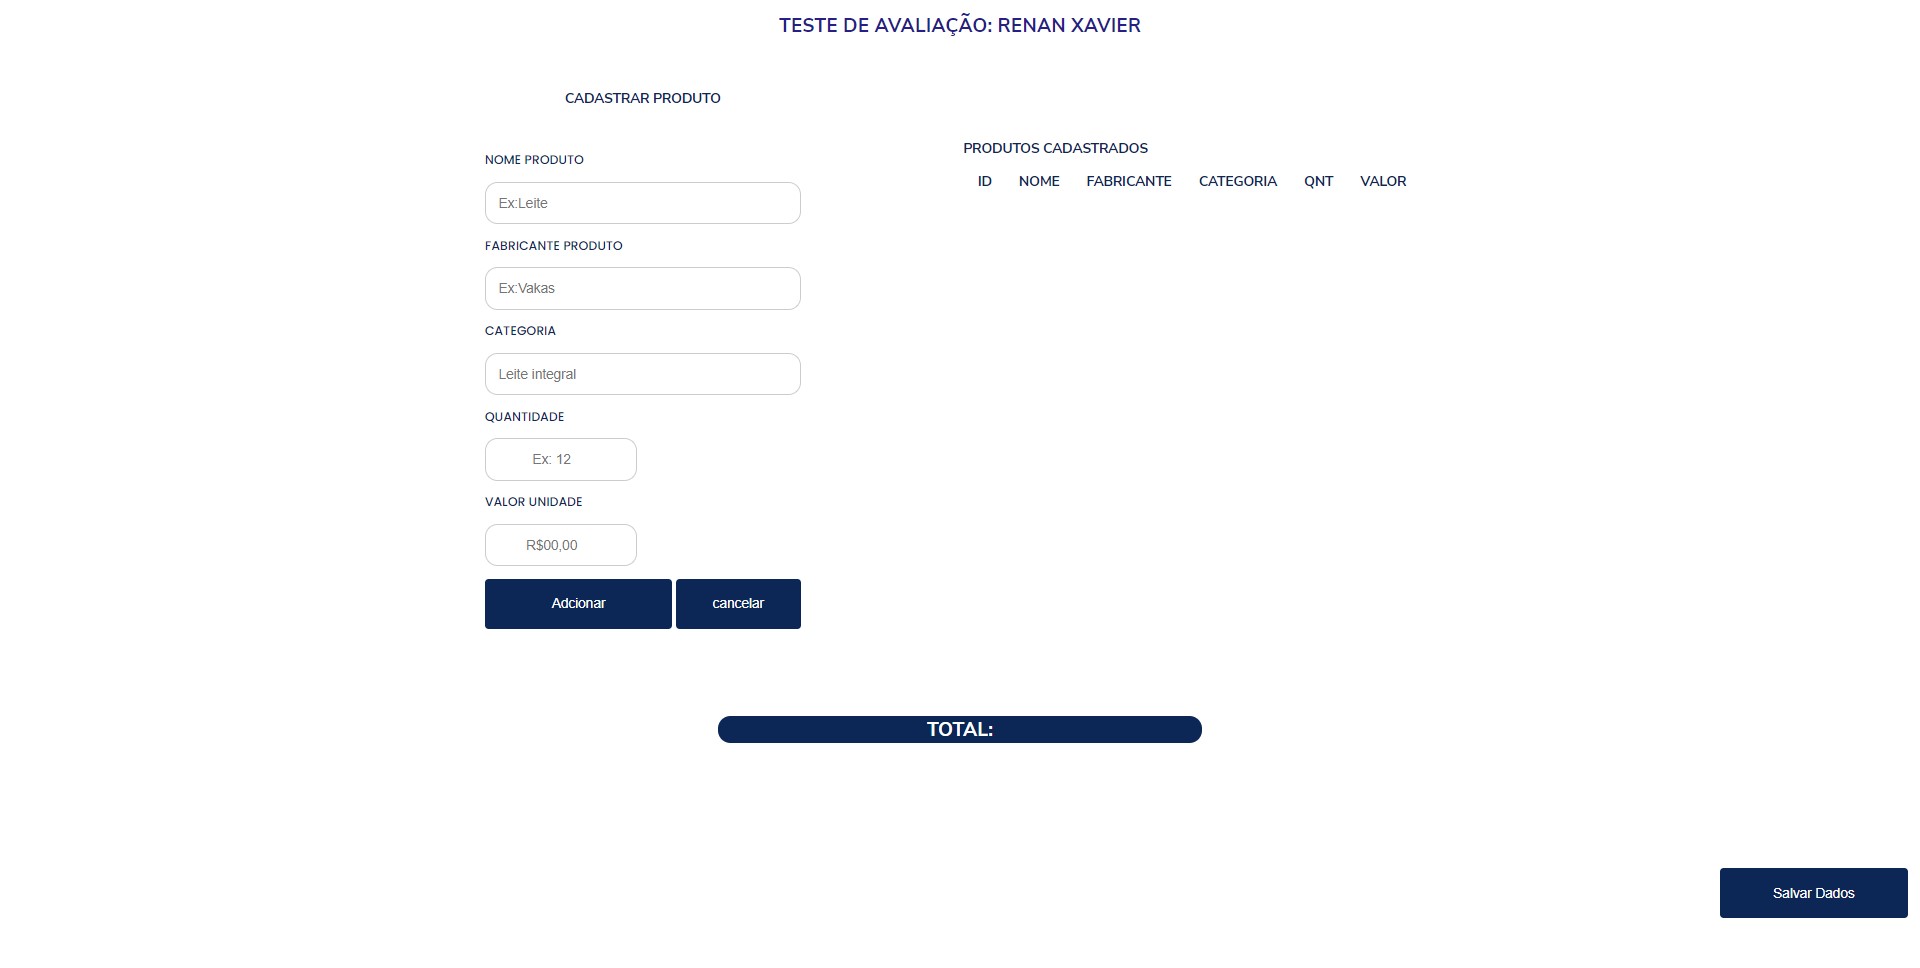 TESTE DE AVALIAÇÃO: RENAN XAVIER
CADASTRAR PRODUTO
NOME PRODUTO
Ex:Leite
FABRICANTE PRODUTO
Ex:Vakas
CATEGORIA
Leite integral
QUANTIDADE
Ex: 12
VALOR UNIDADE
R$00,00
Adcionar cancelar
PRODUTOS CADASTRADOS
ID NOME FABRICANTE CATEGORIA QNT VALOR
TOTAL:
Salvar Dados